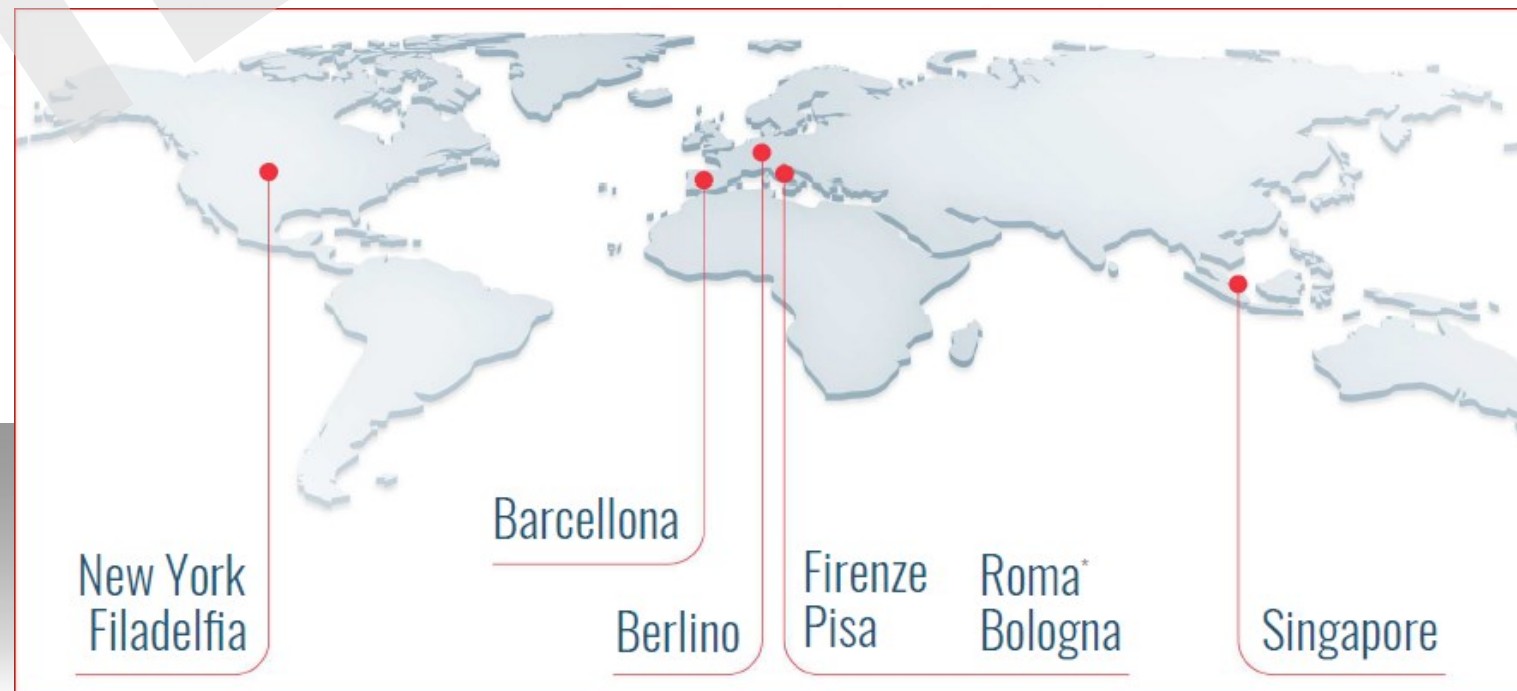 Barcellona
New York
Filadelfia
Berlino
Firenze
Pisa
Roma*
Bologna
Singapore